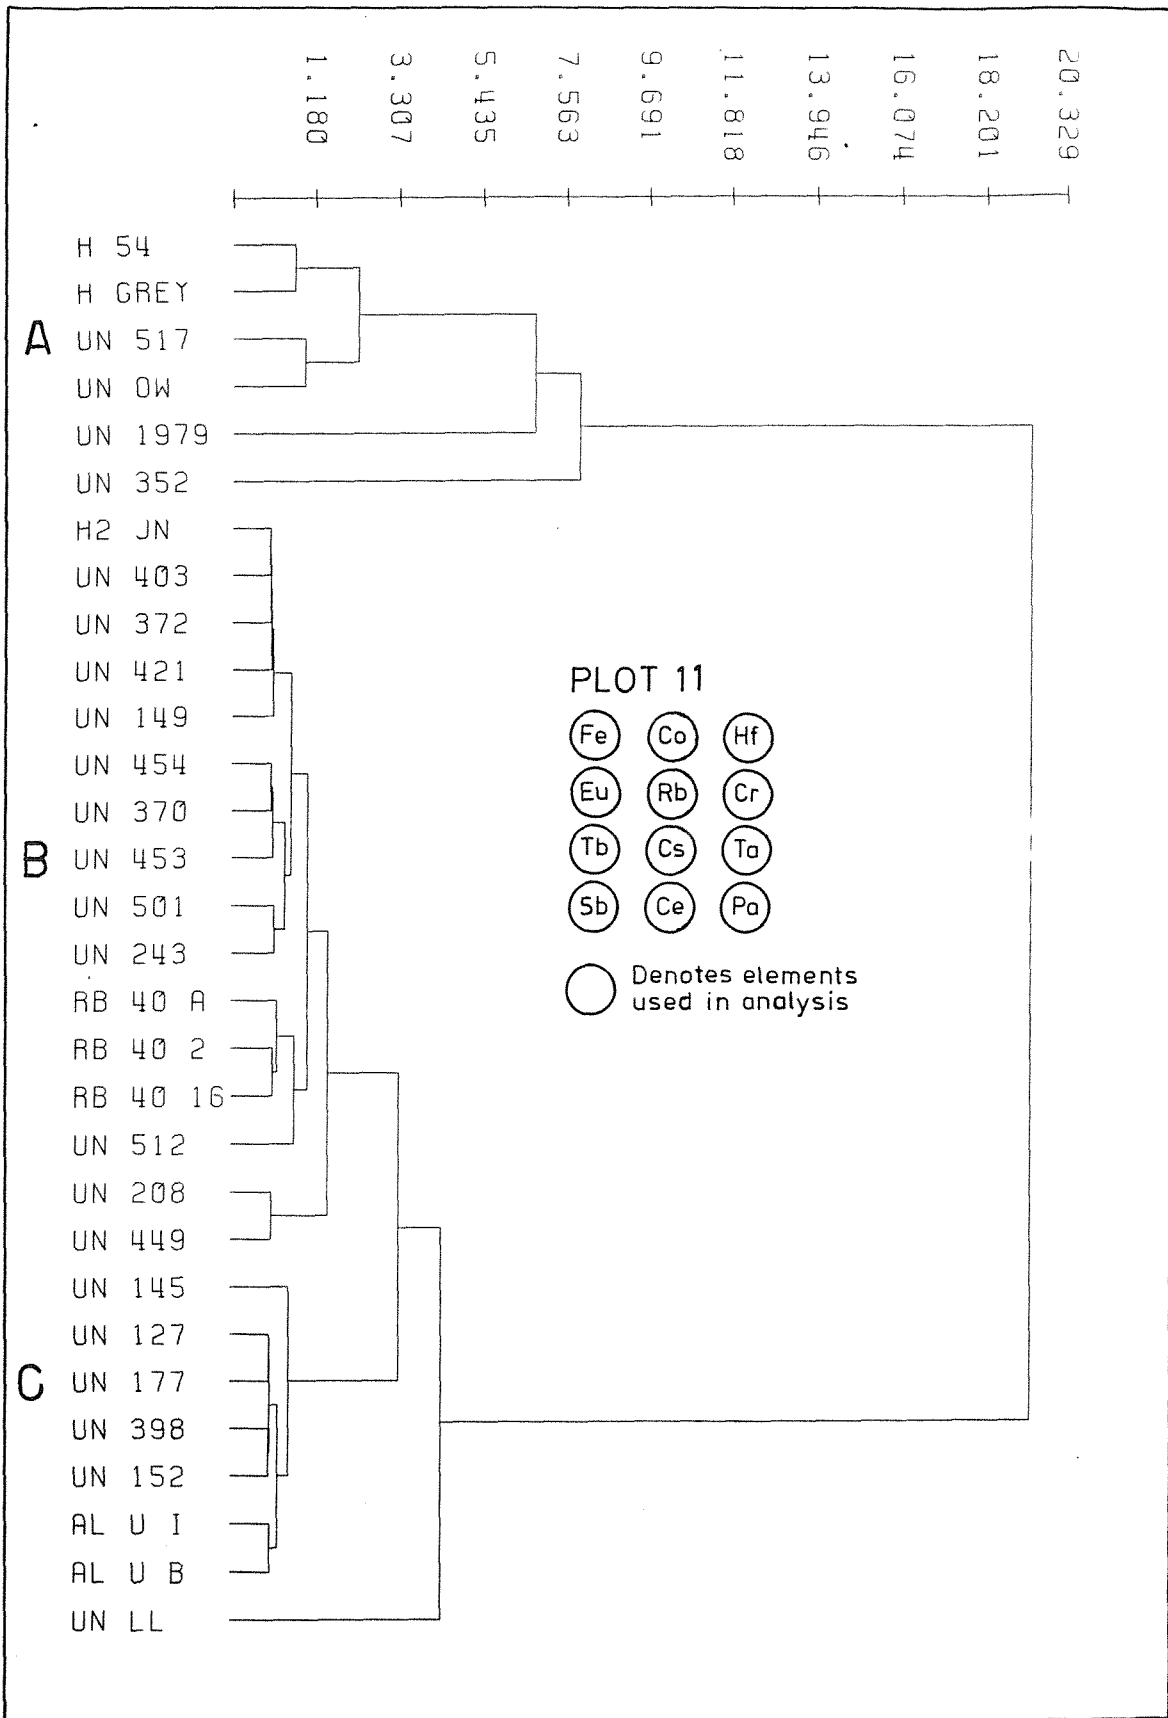 1.180 3.307 5.435 7.563 9.691 11.818 13.946 16.074 18.201 20.329
H 54
H GREY
A UN 517
UN OW
UN 1979
UN 352
H2 JN
UN 403
UN 372
UN 421
UN 149
UN 454
UN 370
B UN 453
UN 501
UN 243
RB 40 A
RB 40 2
RB 40 16
UN 512
UN 208
UN 449
UN 145
UN 127
C UN 177
UN 398
UN 152
AL U I
AL U B
UN LL
PLOT 11
Fe Co Hf
Eu Rb Cr
Tb Cs Ta
Sb Ce Pa
Denotes elements
used in analysis